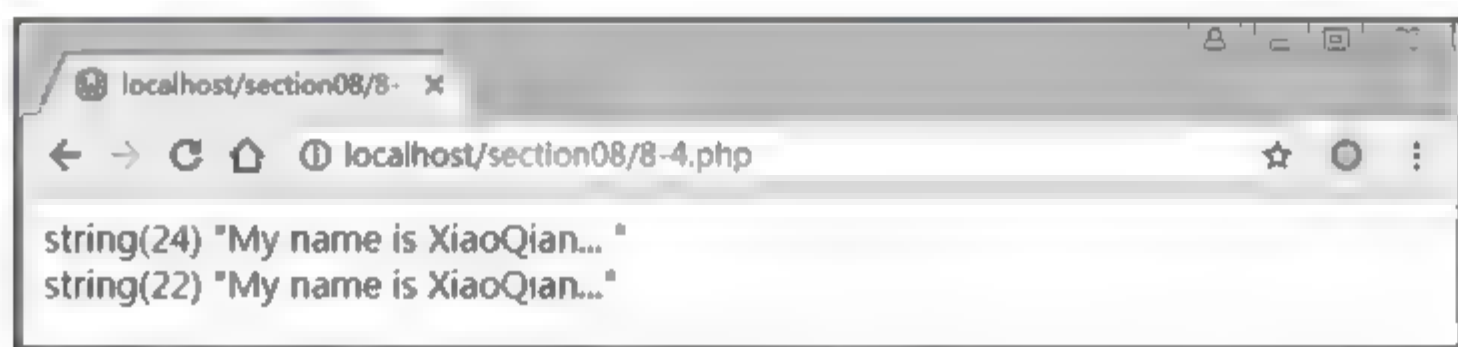 localhost/section08/8-
localhost/section08/8-4.php
string(24) "My name is XiaoQian... "
string(22) "My name is XiaoQian..."